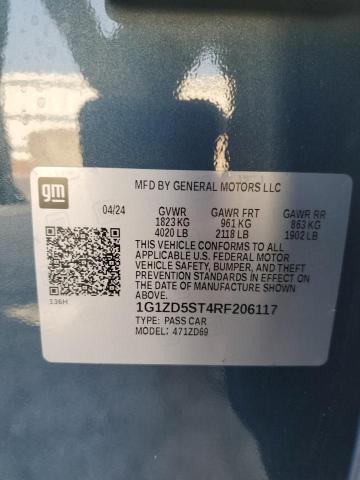 gm
MFD BY GENERAL MOTORS LLC
04/24 GVWR GAWR FRT GAWR RR
1823 KG 961 KG 863 KG
4020 LB 2118 LB 1902 LB
THIS VEHICLE CONFORMS TO ALL
APPLICABLE U.S. FEDERAL MOTOR
VEHICLE SAFETY, BUMPER, AND THEFT
PREVENTION STANDARDS IN EFFECT ON
THE DATE OF MANUFACTURE SHOWN ABOVE.
136H
1G1ZD5ST4RF206117
TYPE: PASS CAR
MODEL: 471ZD69